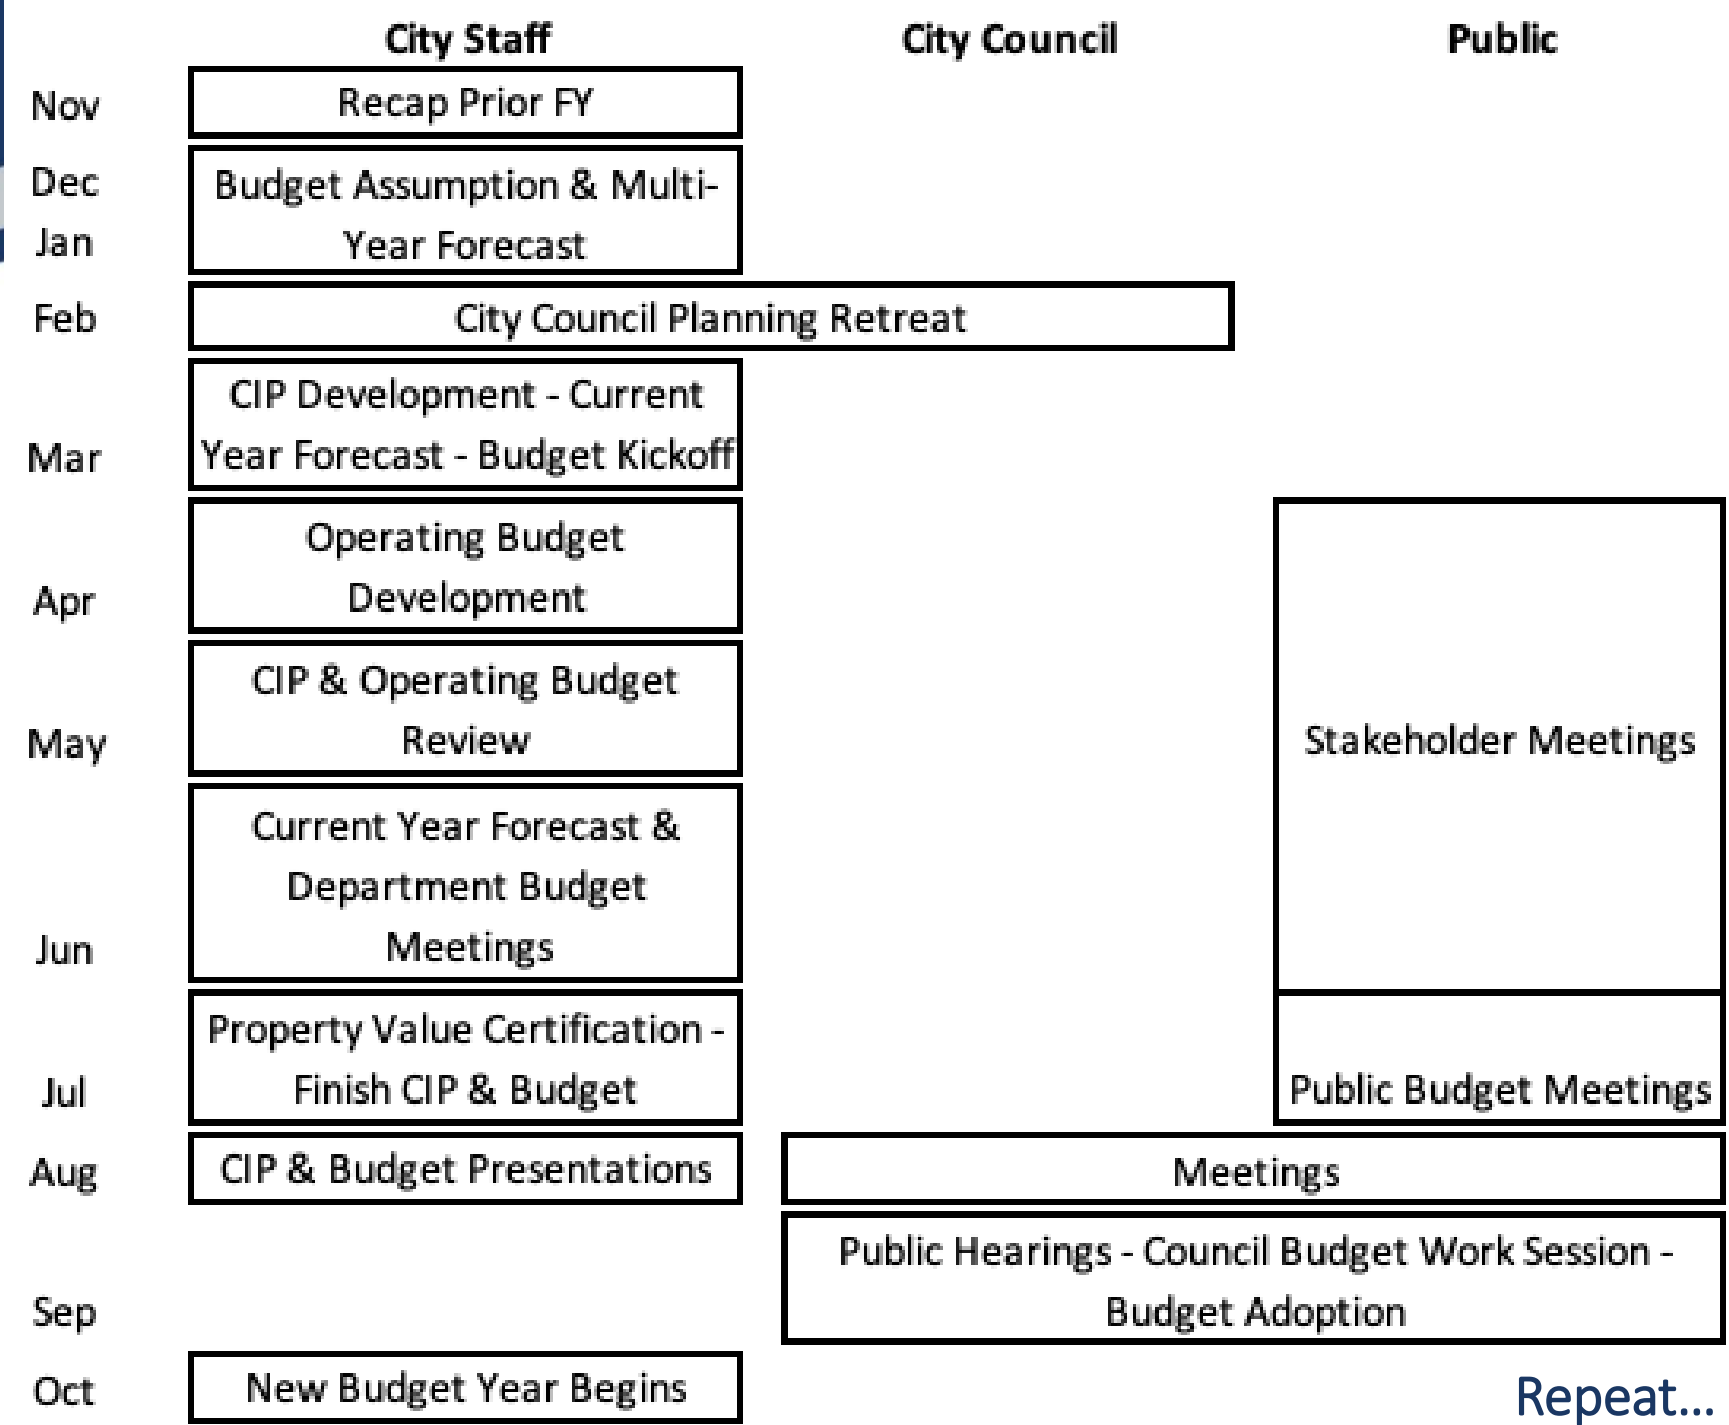 City Staff City Council Public
Nov Recap Prior FY
Dec Budget Assumption & Multi-
Jan Year Forecast
Feb City Council Planning Retreat
CIP Development - Current
Mar Year Forecast - Budget Kickoff
Operating Budget
Apr Development
CIP & Operating Budget
May Review Stakeholder Meetings
Current Year Forecast &
Department Budget
Jun Meetings
Property Value Certification -
Jul Finish CIP & Budget Public Budget Meetings
Aug CIP & Budget Presentations Meetings
Public Hearings - Council Budget Work Session -
Sep Budget Adoption
Oct New Budget Year Begins Repeat...